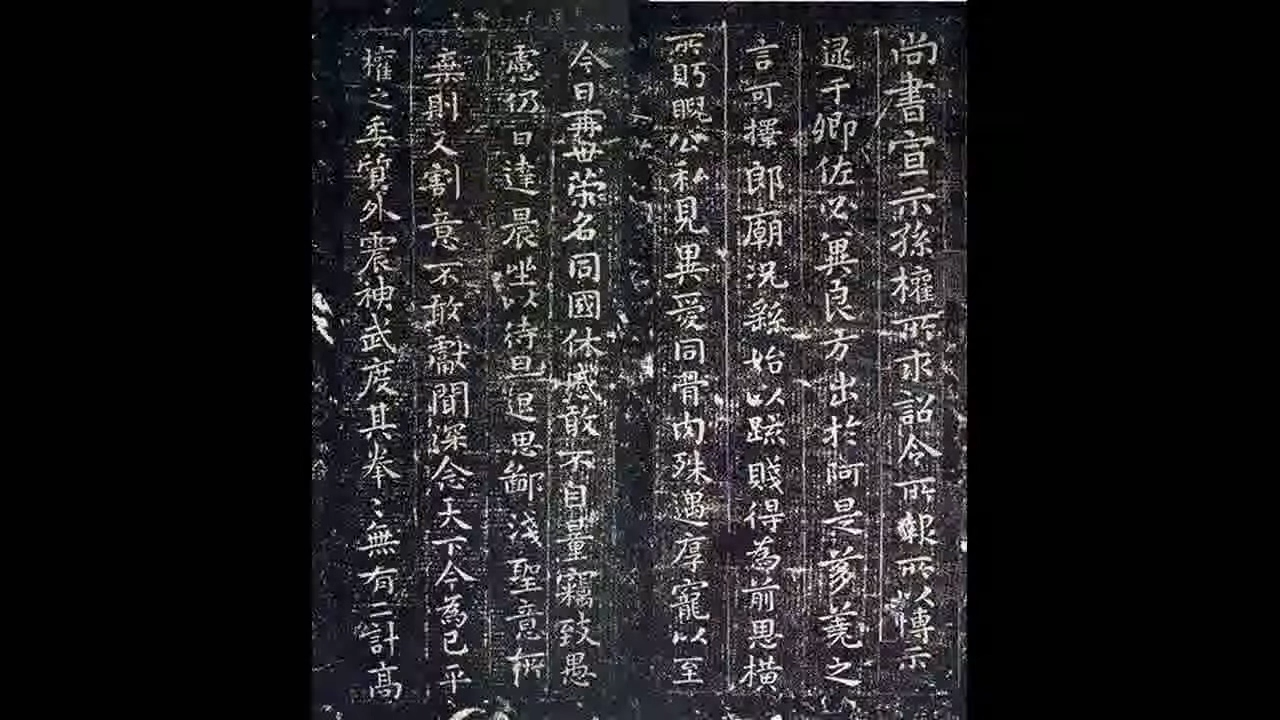 尚書宣示孫權所求詔令所報所以博示
逯于卿佐必冀良方出於阿是芻蕘之
言可擇郎廟況繇始以疏賤得為前恩橫
所眄睨公私見異愛同骨肉殊遇厚寵以至
今日再世榮名同國休慼敢不自量竊致愚
慮仍日達晨坐以待旦退思鄙淺聖意所
棄則又割意不敢獻聞深念天下今為已平
權之委質外震神武度其拳〻無有二計高